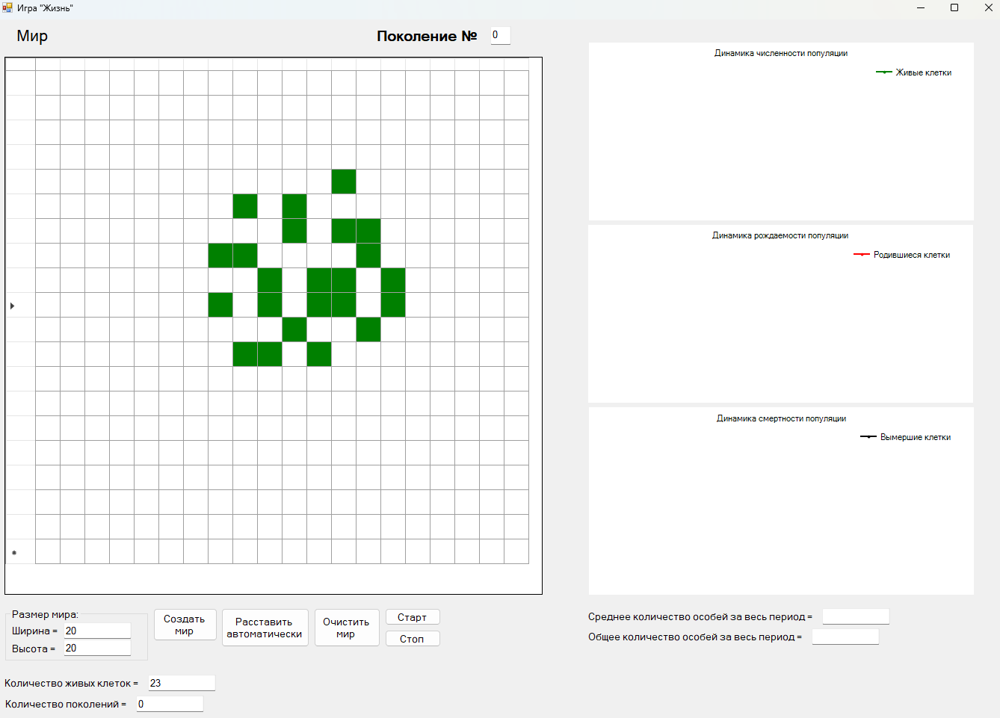 Игра "Жизнь"
Мир
Поколение № 0
Динамика численности популяции
Живые клетки
Динамика рождаемости популяции
Родившиеся клетки
Динамика смертности популяции
Вымершие клетки
Размер мира:
Ширина = 20
Высота = 20
Создать
мир
Расставить
автоматически
Очистить
мир
Старт
Стоп
Среднее количество особей за весь период =
Общее количество особей за весь период =
Количество живых клеток = 23
Количество поколений = 0